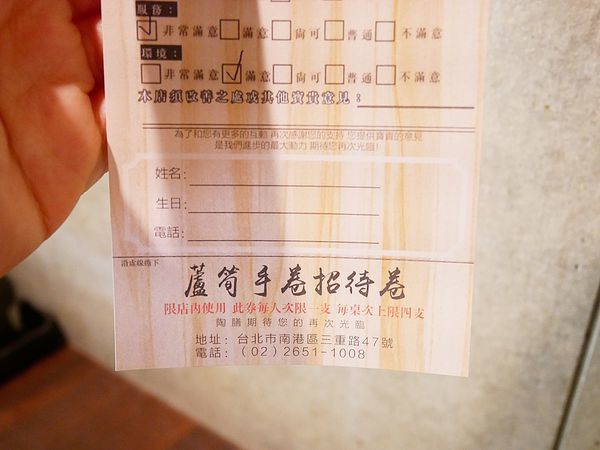 服務:
非常滿意 滿意 尚可 普通 不滿意
環境:
非常滿意 滿意 尚可 普通 不滿意
本店須改善之處或其他寶貴意見:
為了和您有更多的互動 再次感謝您的支持 您提供寶貴的意見
是我們進步的最大動力 期待您再次光臨!
姓名:
生日:
電話:
沿虛線撕下
蘆筍手卷招待卷
限店內使用 此券每人次限一支 每桌次上限四支
陶膳期待您的再次光臨
地址: 台北市南港區三重路47號
電話: (02)2651-1008